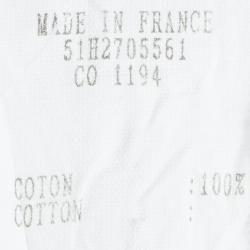 MADE IN FRANCE
51H2705561
CO 1194
COTON : 100%
COTTON :